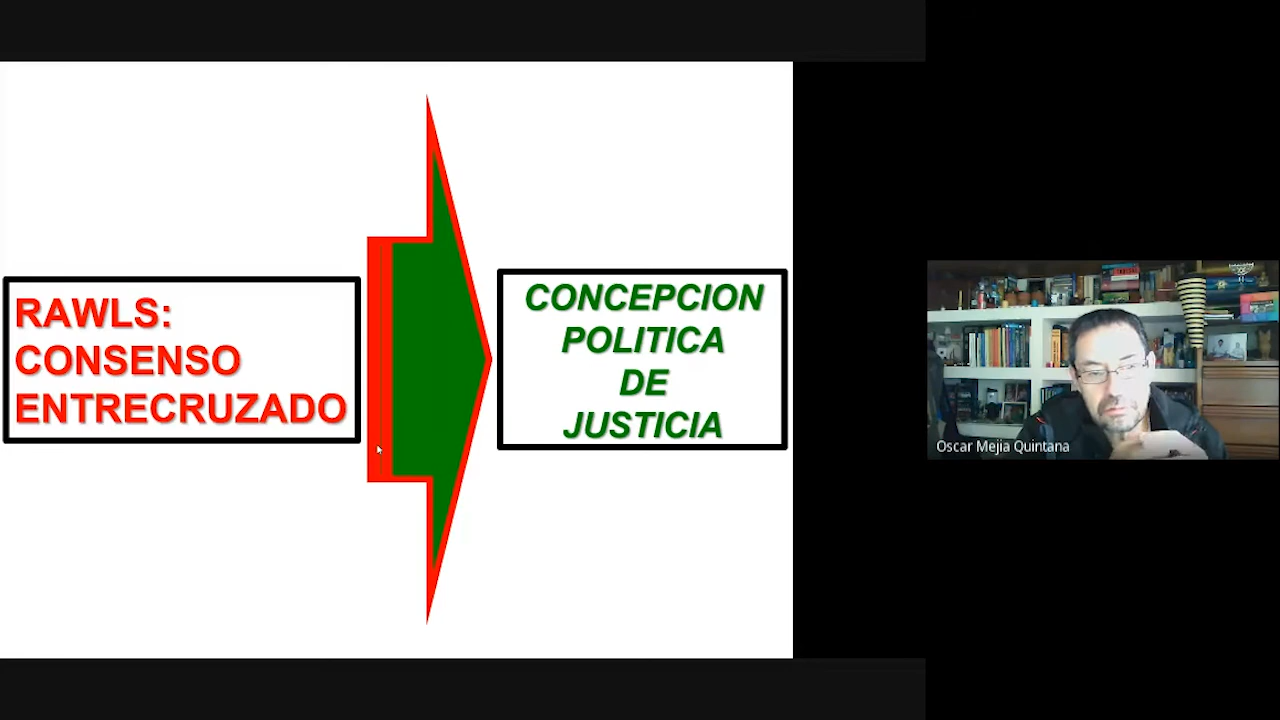 RAWLS:
CONSENSO
ENTRECRUZADO
CONCEPCION
POLITICA
DE
JUSTICIA
Oscar Mejia Quintana